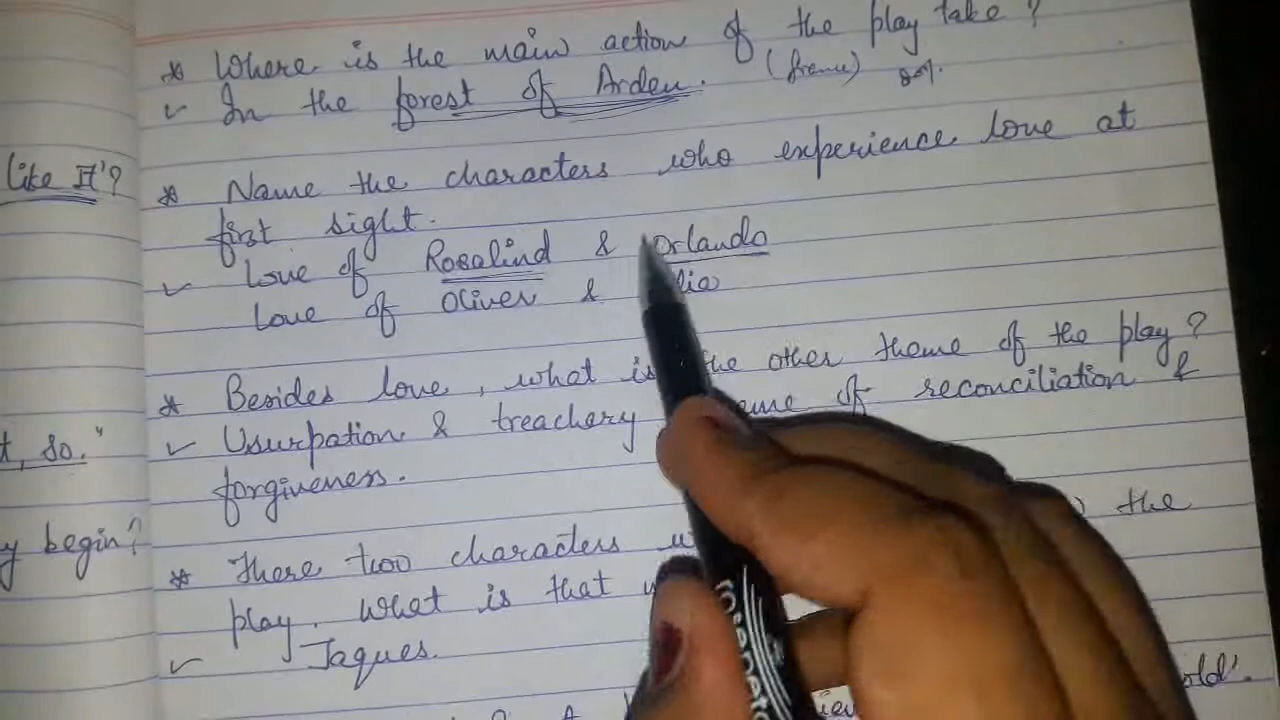 * Where is the main action of the play take?
✓ In the forest of Arden. (france)
like It'?
* Name the characters who experience love at
first sight.
✓ Love of Rosalind & Orlando
Love of Oliver &
* Besides love, what is the other theme of the play?
t, so."
✓ Usurpation & treachery of reconciliation &
forgiveness.
y begin?
* There two characters the
play. What is that
✓ Jaques.
old'.